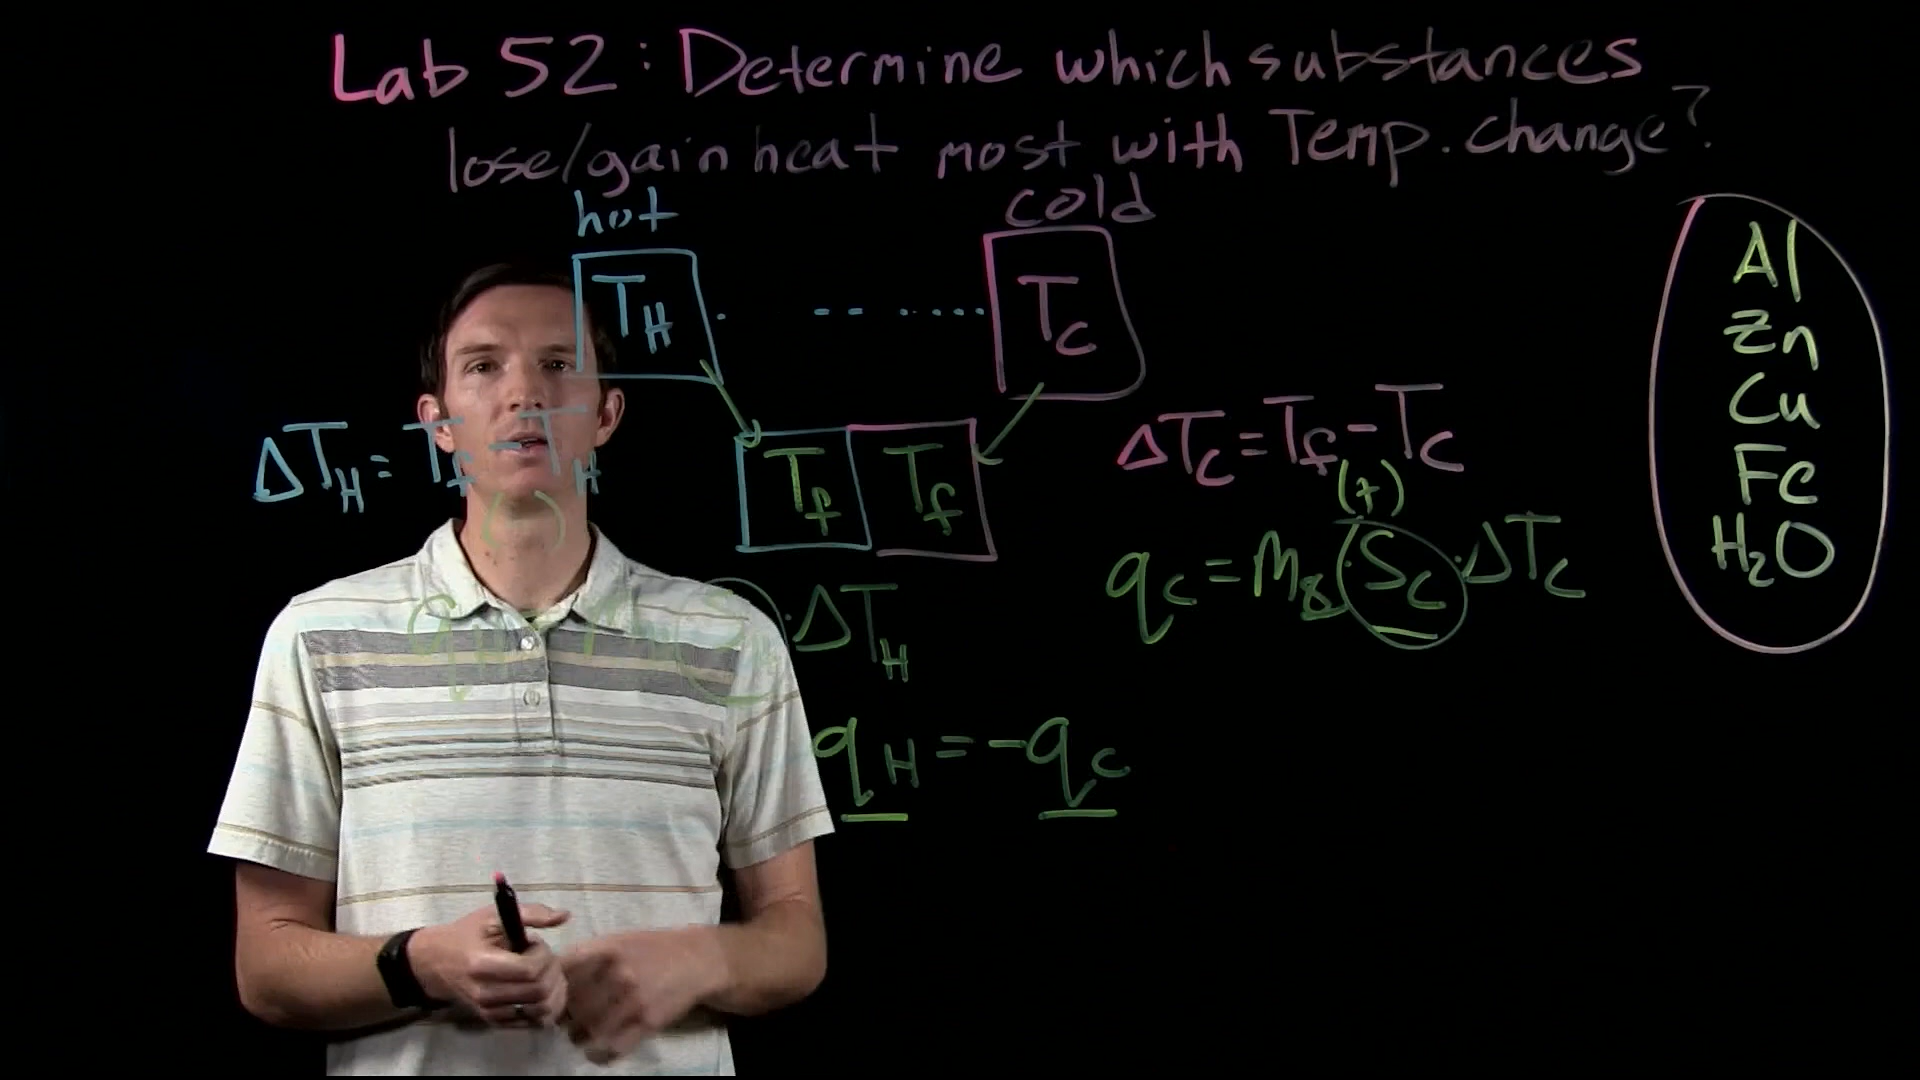 Lab 52: Determine which substances
lose/gain heat most with Temp. change?
hot
cold
T_H
T_C
ΔT_H = T_f - T_H
(-)
T_f
T_f
ΔT_C = T_f - T_C
(+)
q_C = m · S_C · ΔT_C
· ΔT_H
q_H = -q_C
Al
Zn
Cu
Fe
H₂O